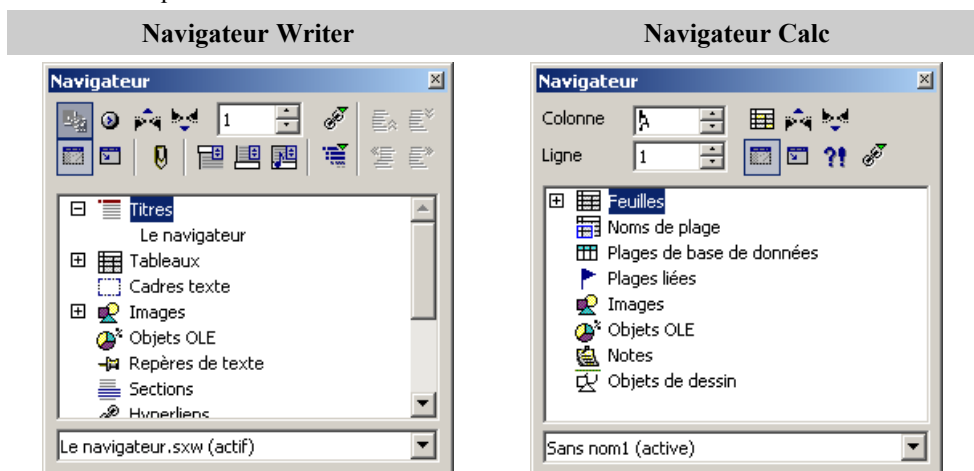 Navigateur Writer
Navigateur Calc
Navigateur
1
Titres
Le navigateur
Tableaux
Cadres texte
Images
Objets OLE
Repères de texte
Sections
Hyperliens
Le navigateur.sxw (actif)
Navigateur
Colonne A
Ligne 1
Feuilles
Noms de plage
Plages de base de données
Plages liées
Images
Objets OLE
Notes
Objets de dessin
Sans nom1 (active)